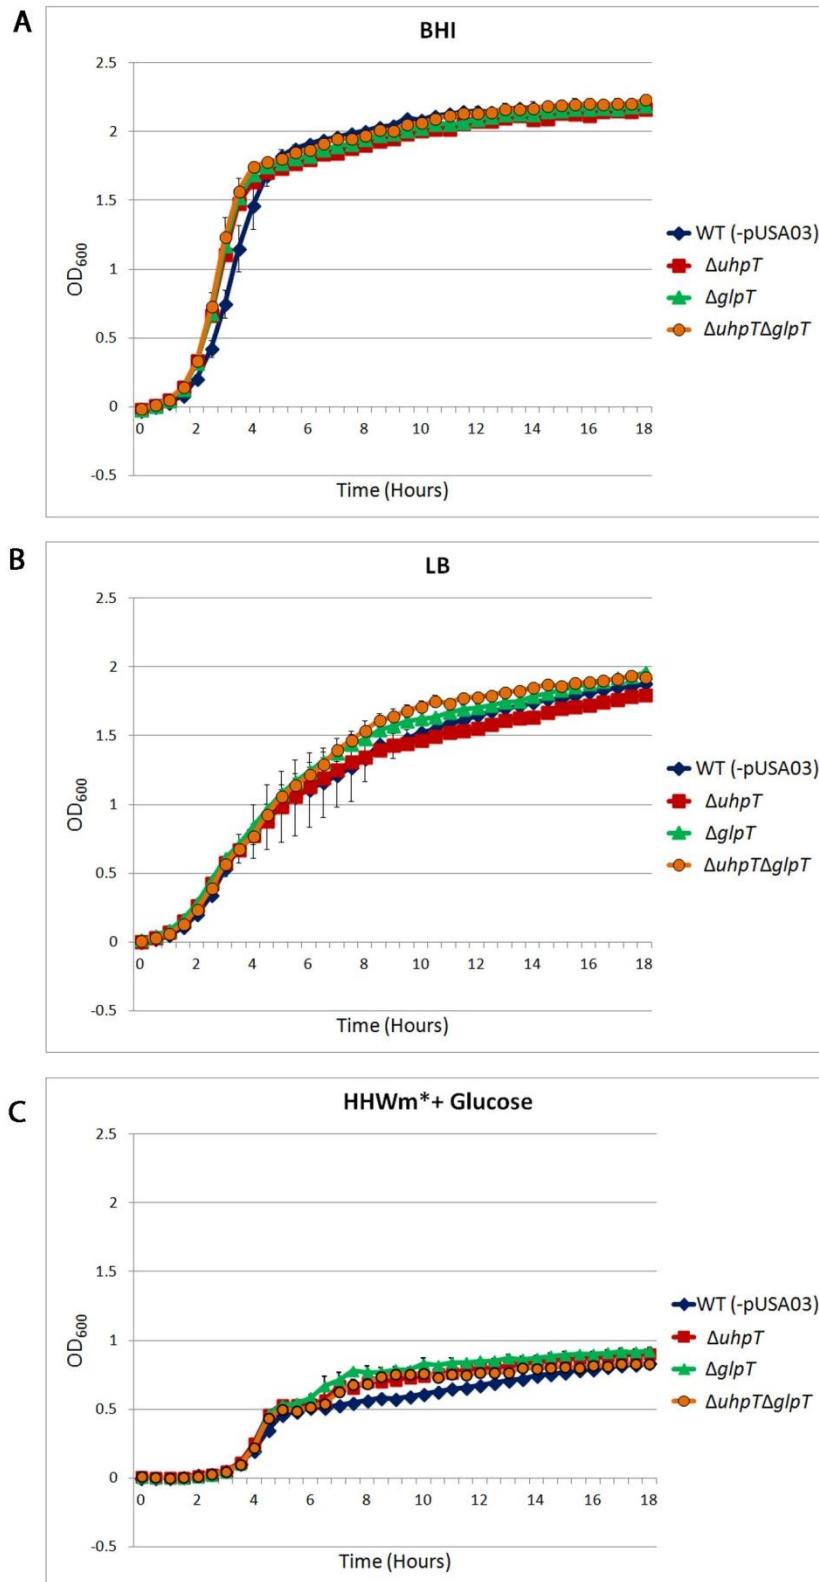 A
BHI
2.5
2
1.5
1
0.5
0
-0.5
OD600
0 2 4 6 8 10 12 14 16 18
Time (Hours)
WT (-pUSA03)
ΔuhpT
ΔglpT
ΔuhpTΔglpT
B
LB
2.5
2
1.5
1
0.5
0
-0.5
OD600
0 2 4 6 8 10 12 14 16 18
Time (Hours)
WT (-pUSA03)
ΔuhpT
ΔglpT
ΔuhpTΔglpT
C
HHWm*+ Glucose
2.5
2
1.5
1
0.5
0
-0.5
OD600
0 2 4 6 8 10 12 14 16 18
Time (Hours)
WT (-pUSA03)
ΔuhpT
ΔglpT
ΔuhpTΔglpT